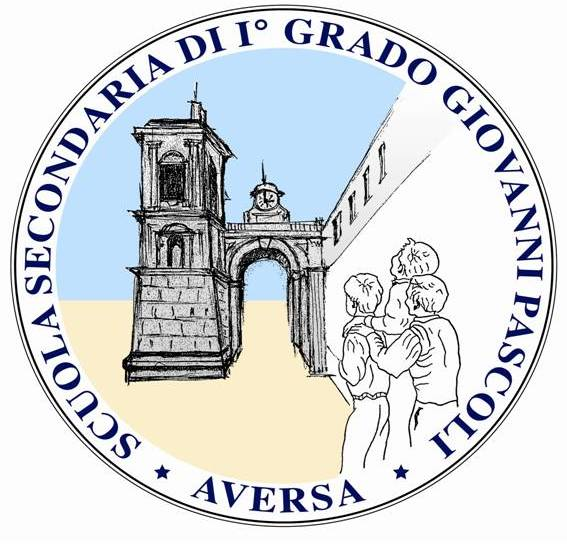 SCUOLA SECONDARIA DI I° GRADO GIOVANNI PASCOLI
AVERSA